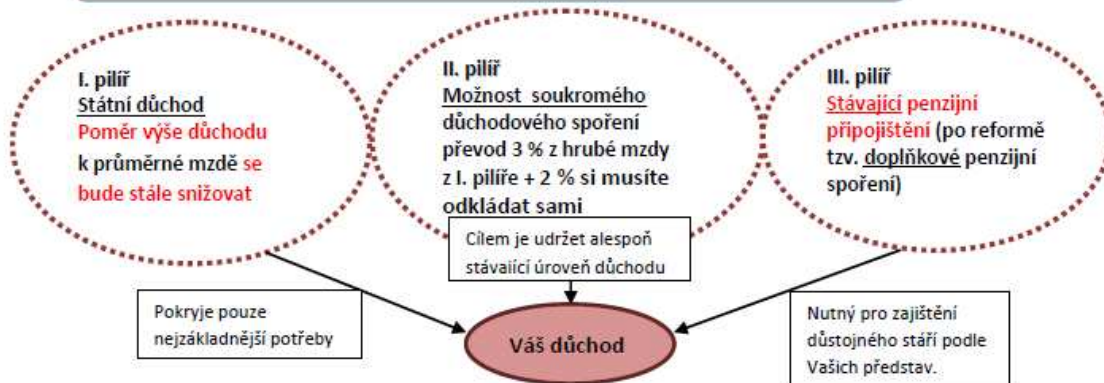 I. pilíř
Státní důchod
Poměr výše důchodu
k průměrné mzdě se
bude stále snižovat
II. pilíř
Možnost soukromého
důchodového spoření
převod 3 % z hrubé mzdy
z I. pilíře + 2 % si musíte
odkládat sami
III. pilíř
Stávající penzijní
připojištění (po reformě
tzv. doplňkové penzijní
spoření)
Cílem je udržet alespoň
stávající úroveň důchodu
Pokryje pouze
nejzákladnější potřeby
Váš důchod
Nutný pro zajištění
důstojného stáří podle
Vašich představ.